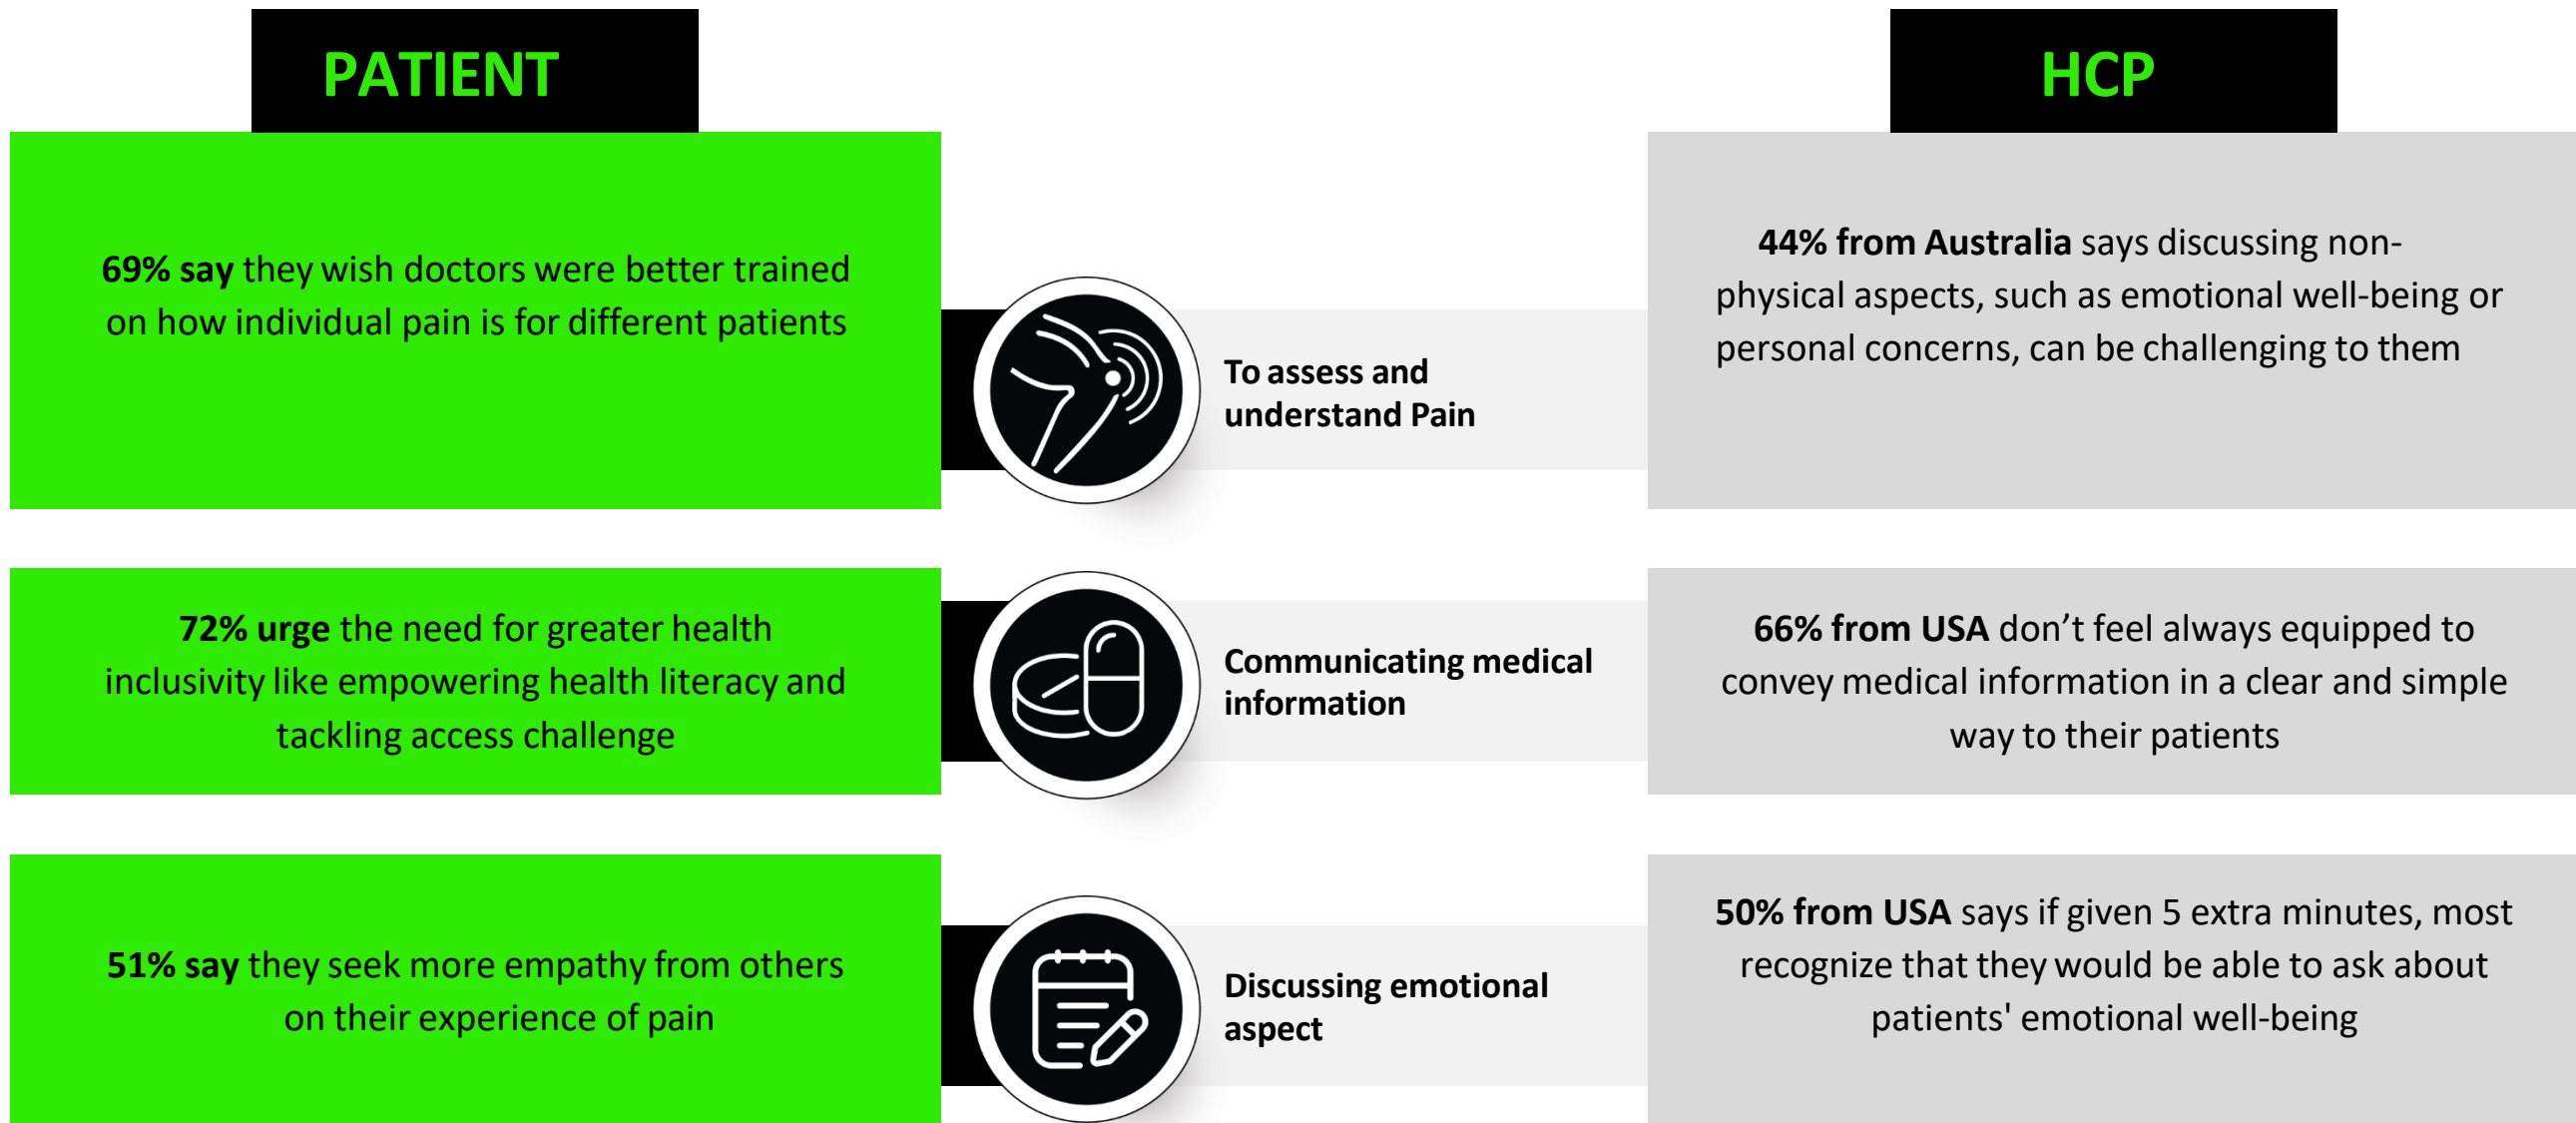 PATIENT
HCP
69% say they wish doctors were better trained
on how individual pain is for different patients
To assess and
understand Pain
44% from Australia says discussing non-
physical aspects, such as emotional well-being or
personal concerns, can be challenging to them
72% urge the need for greater health
inclusivity like empowering health literacy and
tackling access challenge
Communicating medical
information
66% from USA don’t feel always equipped to
convey medical information in a clear and simple
way to their patients
51% say they seek more empathy from others
on their experience of pain
Discussing emotional
aspect
50% from USA says if given 5 extra minutes, most
recognize that they would be able to ask about
patients' emotional well-being